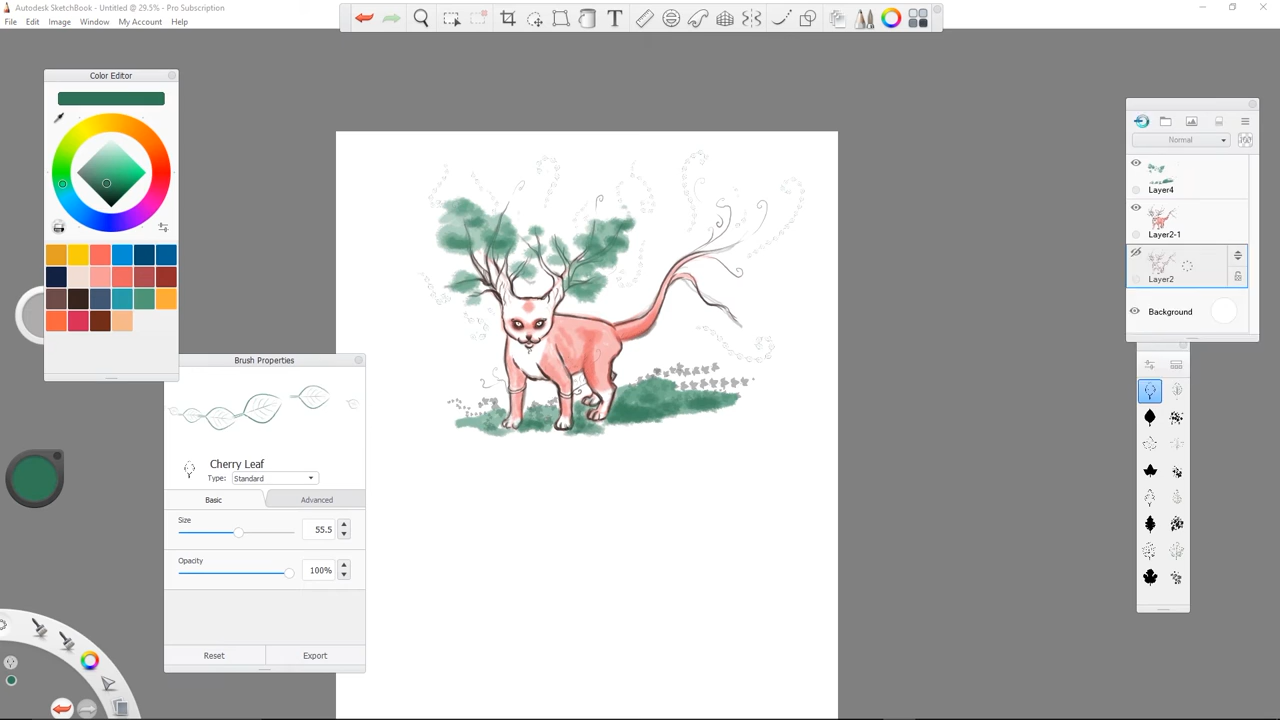 Autodesk SketchBook - Untitled @ 29.5% - Pro Subscription
File Edit Image Window My Account Help
Color Editor
Normal
Layer4
Layer2-1
Layer2
Background
Brush Properties
Cherry Leaf
Type: Standard
Basic Advanced
Size
55.5
Opacity
100%
Reset Export